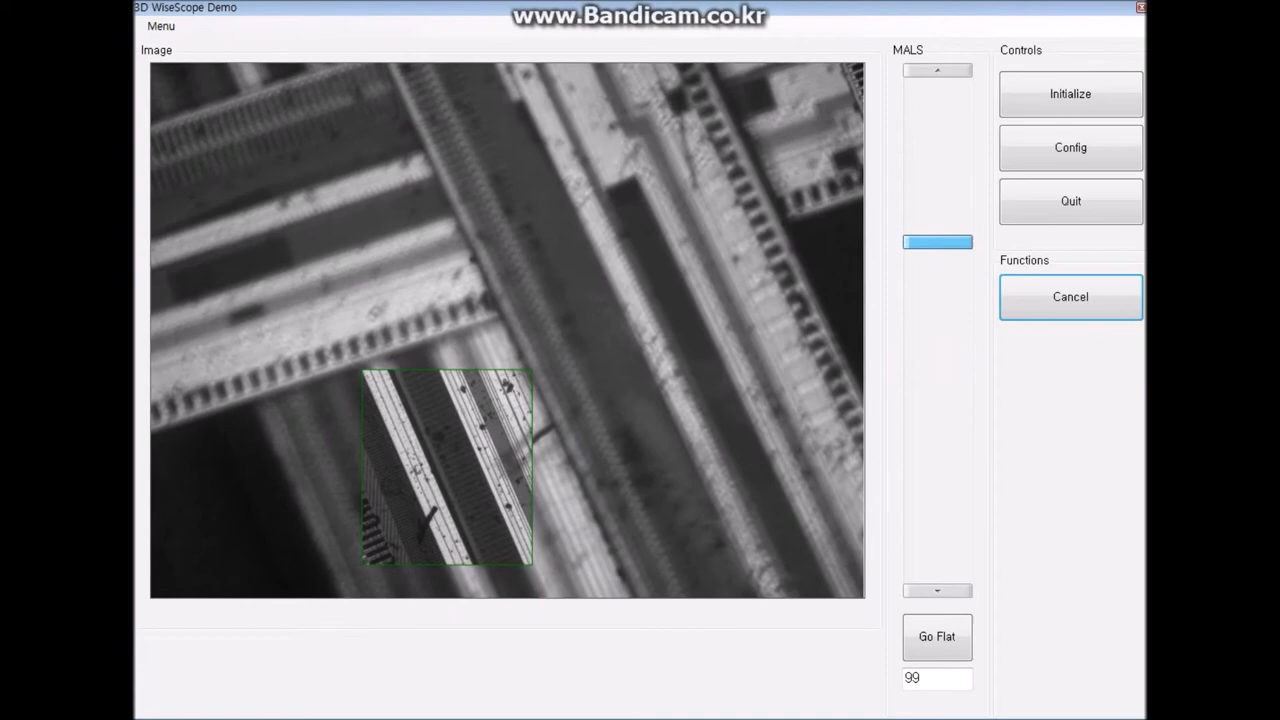 3D WiseScope Demo
www.Bandicam.co.kr
Menu
Image
MALS
Controls
Initialize
Config
Quit
Functions
Cancel
Go Flat
99